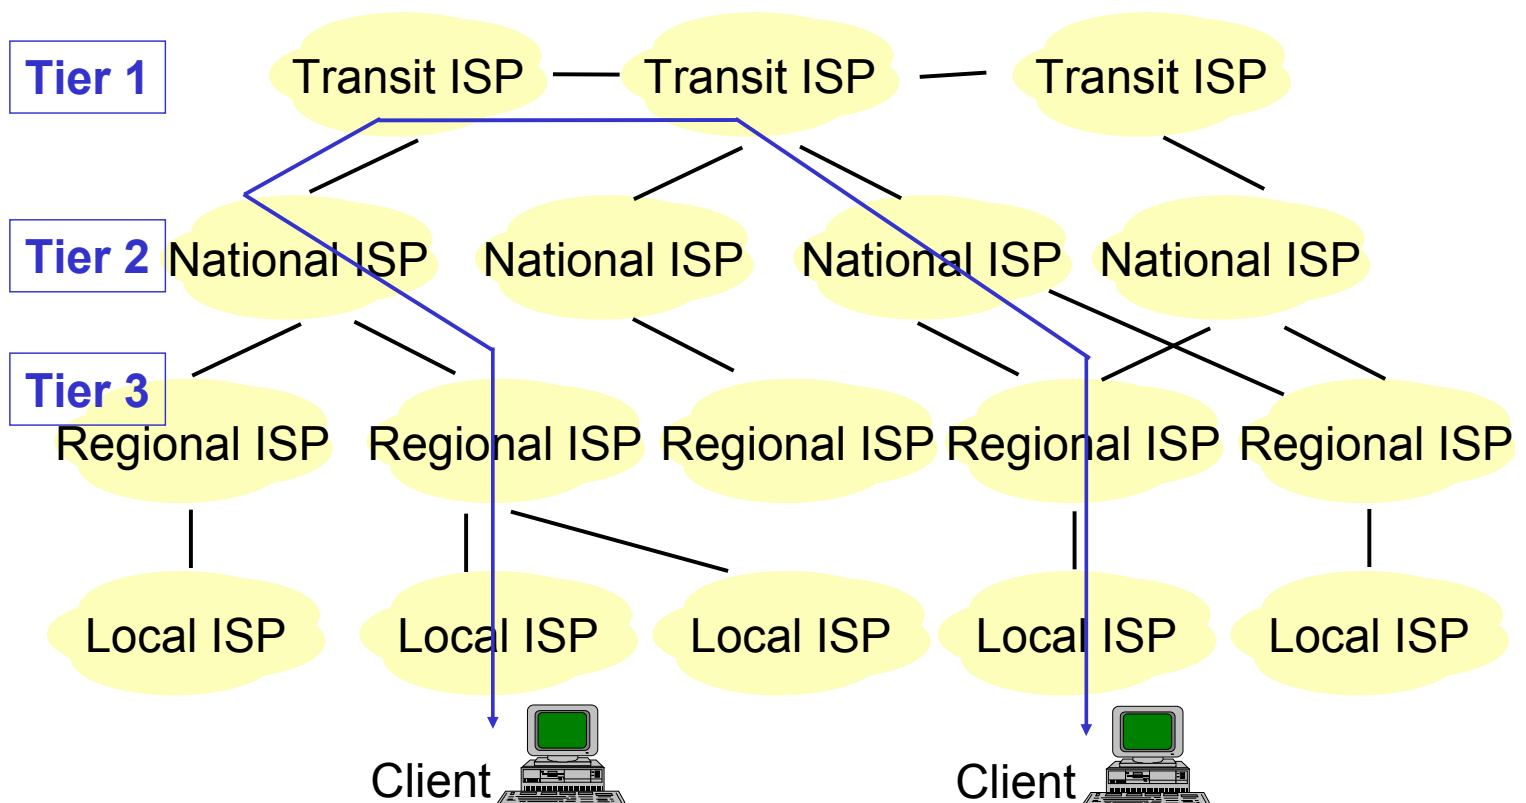 Tier 1
Transit ISP
Transit ISP
Transit ISP
Tier 2
National ISP
National ISP
National ISP
National ISP
Tier 3
Regional ISP
Regional ISP
Regional ISP
Regional ISP
Regional ISP
Local ISP
Local ISP
Local ISP
Local ISP
Local ISP
Client
Client